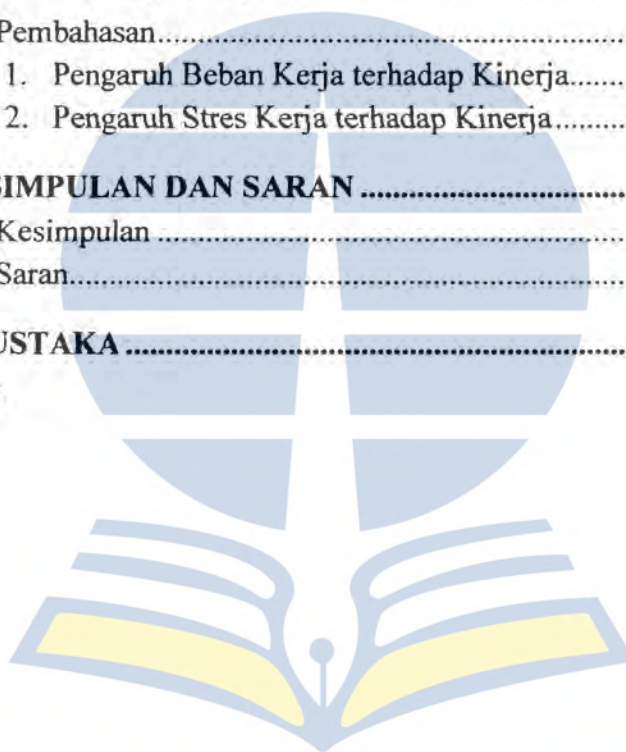 Pembahasan..........................................................
1. Pengaruh Beban Kerja terhadap Kinerja.......
2. Pengaruh Stres Kerja terhadap Kinerja..........
SIMPULAN DAN SARAN ..................................
Kesimpulan ..........................................................
Saran......................................................................
USTAKA ................................................................